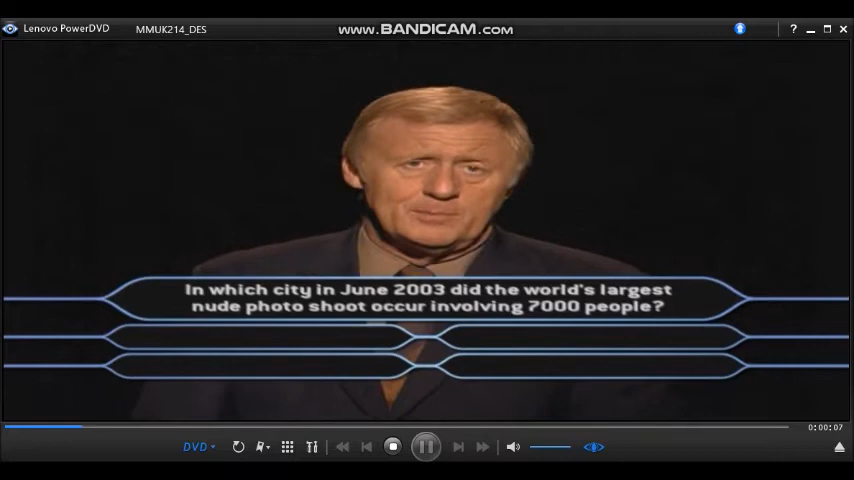 Lenovo PowerDVD
MMUK214_DES
www.BANDICAM.com
?
In which city in June 2003 did the world's largest
nude photo shoot occur involving 7000 people?
0:00:07
DVD